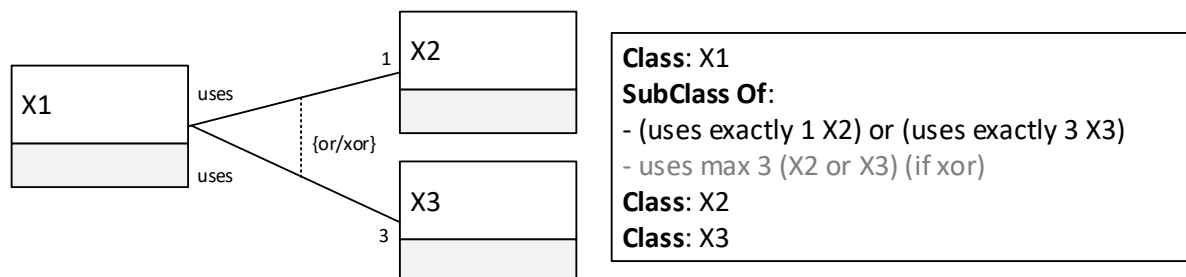 X1
uses
uses
1
X2
{or/xor}
X3
3
Class: X1
SubClass Of:
- (uses exactly 1 X2) or (uses exactly 3 X3)
- uses max 3 (X2 or X3) (if xor)
Class: X2
Class: X3